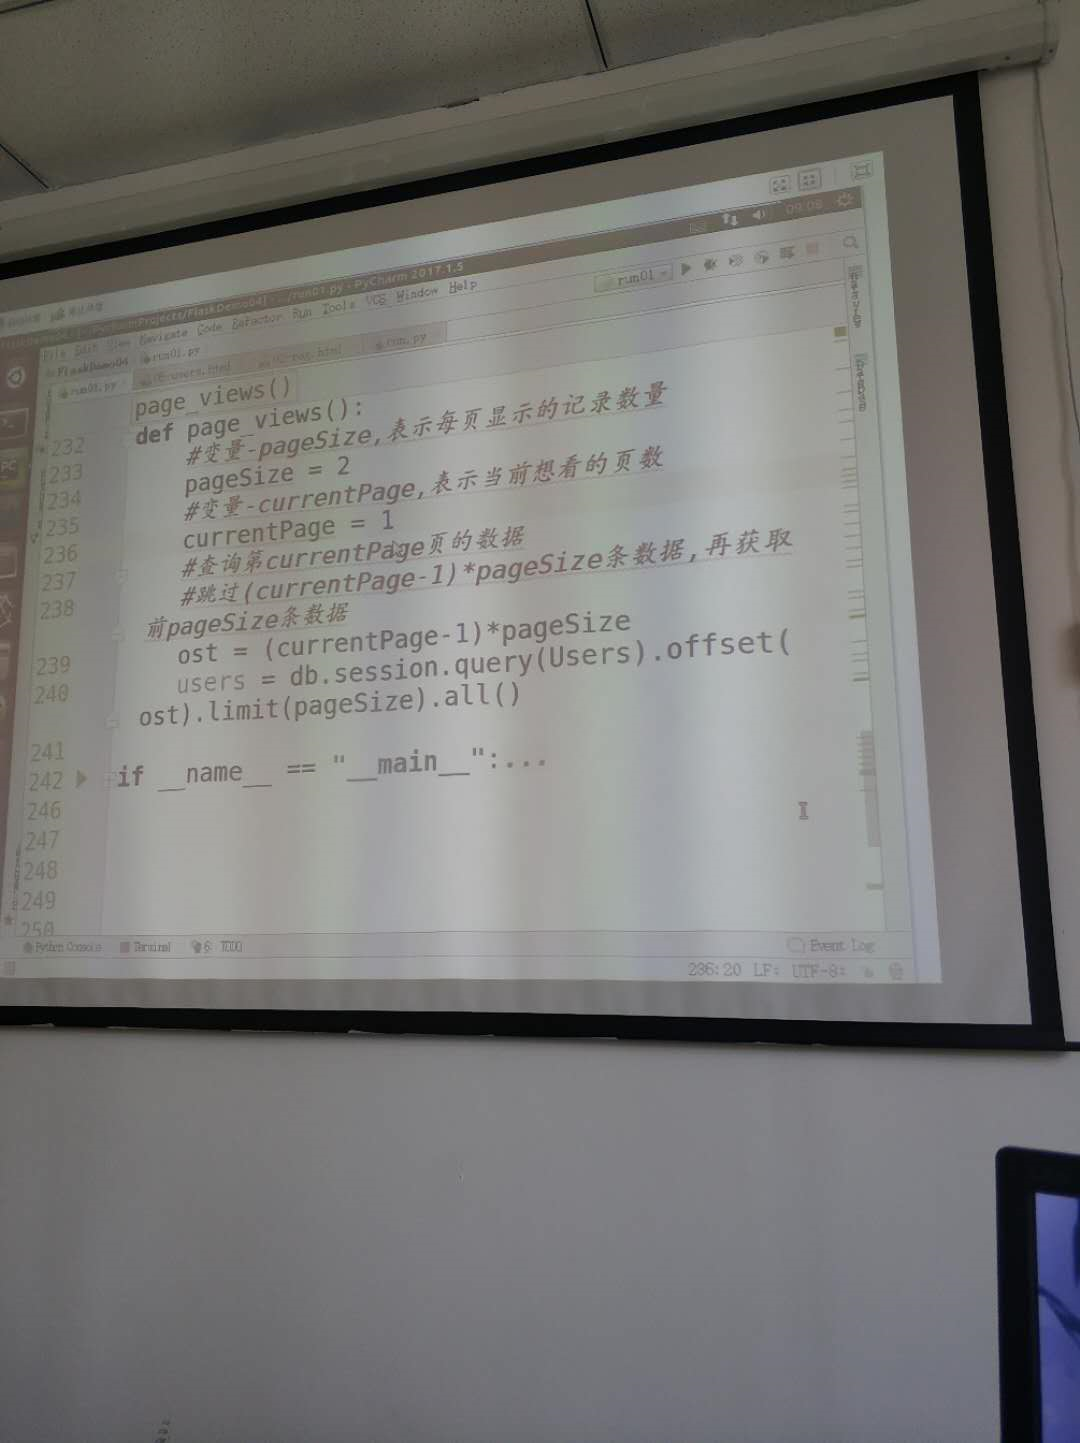 09:08
FlaskDemo04] - .../run01.py - PyCharm 2017.1.5
File Edit View Navigate Code Refactor Run Tools VCS Window Help
run01
FlaskDemo04 run01.py
run01.py users.html run.py
page_views()
232 def page_views():
233 #变量-pageSize,表示每页显示的记录数量
234 pageSize = 2
235 #变量-currentPage,表示当前想看的页数
236 currentPage = 1
237 #查询第currentPage页的数据
238 #跳过(currentPage-1)*pageSize条数据,再获取
前pageSize条数据
239 ost = (currentPage-1)*pageSize
240 users = db.session.query(Users).offset(
ost).limit(pageSize).all()
241
242 if __name__ == "__main__":...
246
247
248
249
250
Python Console Terminal 6: TODO Event Log
236:20 LF: UTF-8: